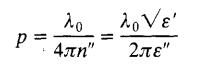 p = λ₀ / 4πn″ = λ₀√ε′ / 2πε″